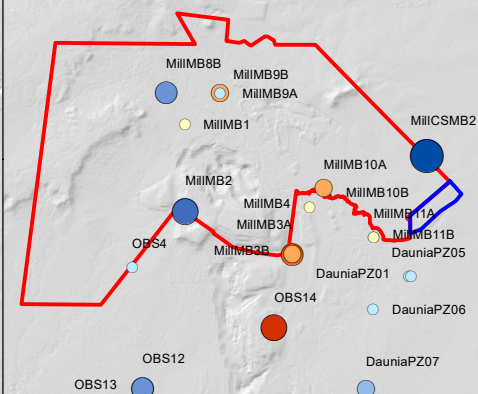 MillMB8B
MillMB9B
MillMB9A
MillMB1
MillCSMB2
MillMB10A
MillMB2
MillMB10B
MillMB4
MillMB11A
MillMB3A
MillMB11B
OBS4
MillMB3B
DauniaPZ05
DauniaPZ01
OBS14
DauniaPZ06
OBS12
DauniaPZ07
OBS13